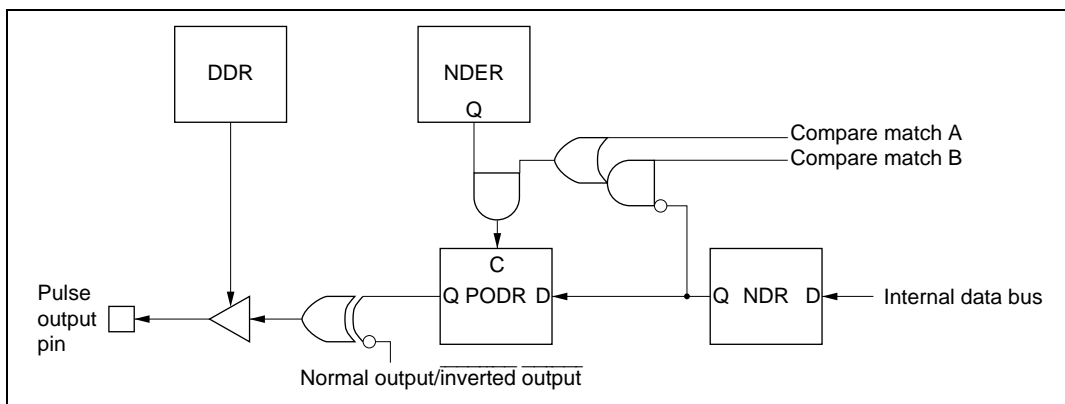 DDR
NDER
Q
Compare match A
Compare match B
C
Q PODR D
Q NDR D
Internal data bus
Pulse
output
pin
Normal output/inverted output